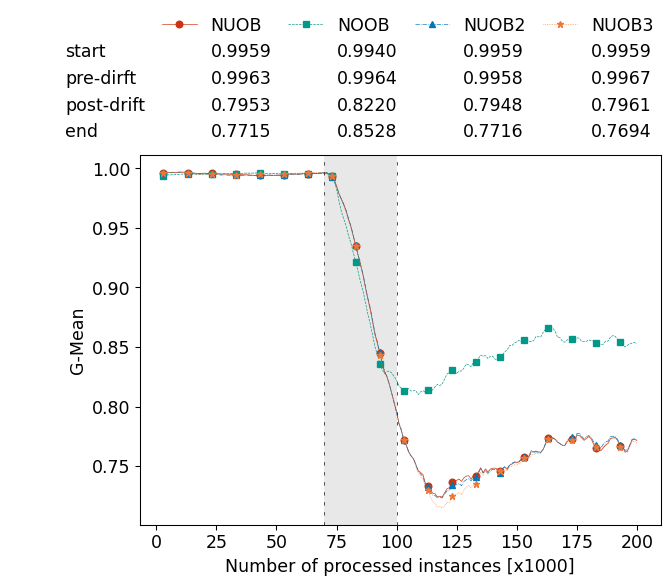 NUOB NOOB NUOB2 NUOB3
start 0.9959 0.9940 0.9959 0.9959
pre-dirft 0.9963 0.9964 0.9958 0.9967
post-drift 0.7953 0.8220 0.7948 0.7961
end 0.7715 0.8528 0.7716 0.7694
1.00
0.95
0.90
0.85
0.80
0.75
G-Mean
0 25 50 75 100 125 150 175 200
Number of processed instances [x1000]